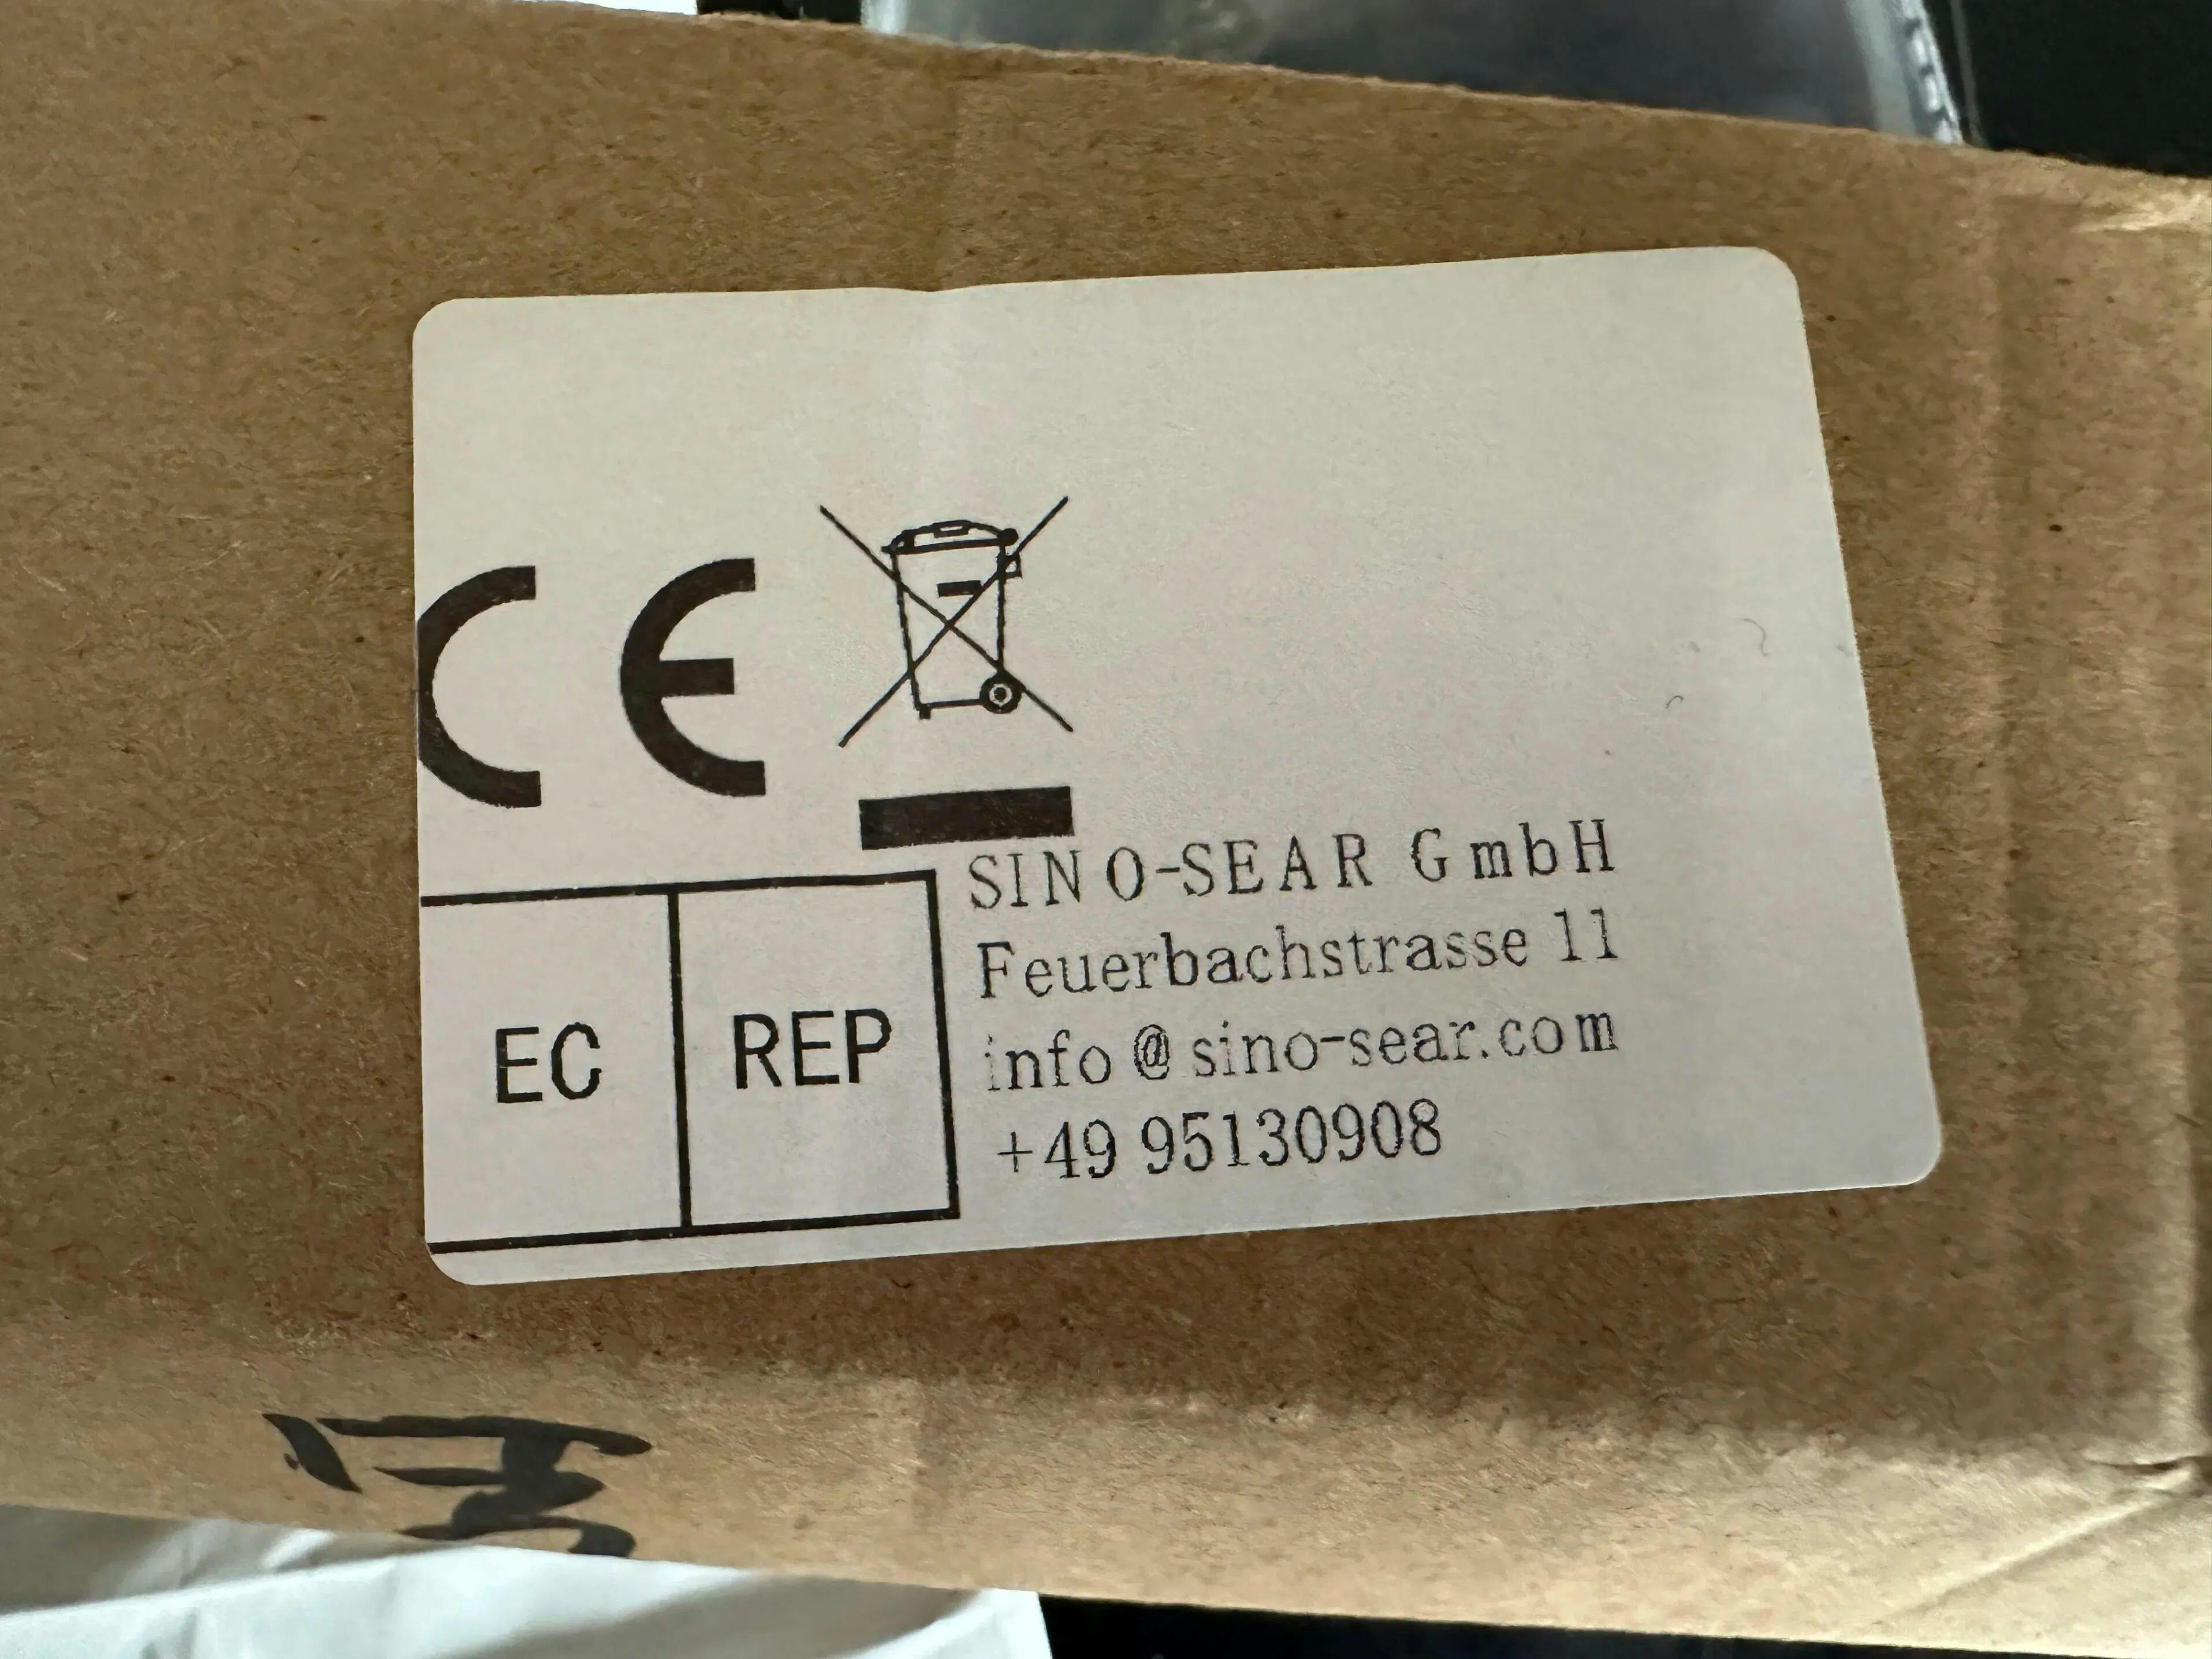 CE
EC REP
SINO-SEAR GmbH
Feuerbachstrasse 11
info@sino-sear.com
+49 95130908